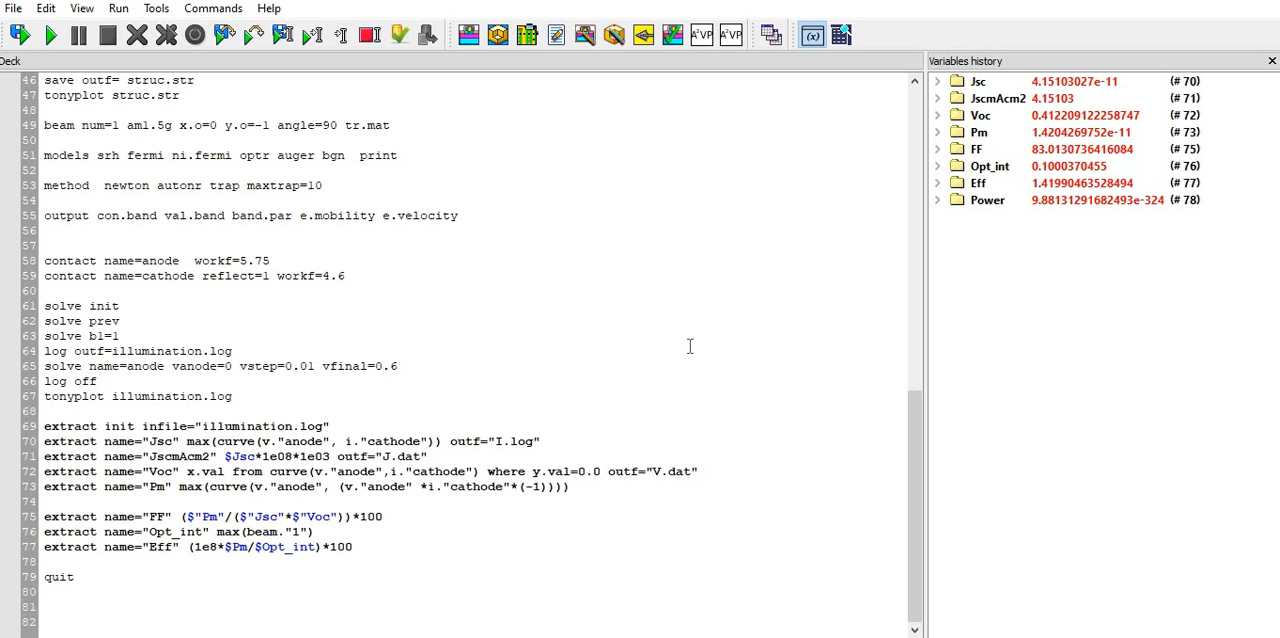 File Edit View Run Tools Commands Help
Deck
46 save outf= struc.str
47 tonyplot struc.str
48
49 beam num=1 am1.5g x.o=0 y.o=-1 angle=90 tr.mat
50
51 models srh fermi ni.fermi optr auger bgn  print
52
53 method  newton autonr trap maxtrap=10
54
55 output con.band val.band band.par e.mobility e.velocity
56
57
58 contact name=anode  workf=5.75
59 contact name=cathode reflect=1 workf=4.6
60
61 solve init
62 solve prev
63 solve b1=1
64 log outf=illumination.log
65 solve name=anode vanode=0 vstep=0.01 vfinal=0.6
66 log off
67 tonyplot illumination.log
68
69 extract init infile="illumination.log"
70 extract name="Jsc" max(curve(v."anode", i."cathode")) outf="I.log"
71 extract name="JscmAcm2" $Jsc*1e08*1e03 outf="J.dat"
72 extract name="Voc" x.val from curve(v."anode",i."cathode") where y.val=0.0 outf="V.dat"
73 extract name="Pm" max(curve(v."anode", (v."anode" *i."cathode"*(-1))))
74
75 extract name="FF" ($"Pm"/($"Jsc"*$"Voc"))*100
76 extract name="Opt_int" max(beam."1")
77 extract name="Eff" (1e8*$Pm/$Opt_int)*100
78
79 quit
80
81
82
(x)
A²VP A²VP
Variables history
Jsc 4.15103027e-11 (# 70)
JscmAcm2 4.15103 (# 71)
Voc 0.412209122258747 (# 72)
Pm 1.4204269752e-11 (# 73)
FF 83.0130736416084 (# 75)
Opt_int 0.1000370455 (# 76)
Eff 1.41990463528494 (# 77)
Power 9.88131291682493e-324 (# 78)